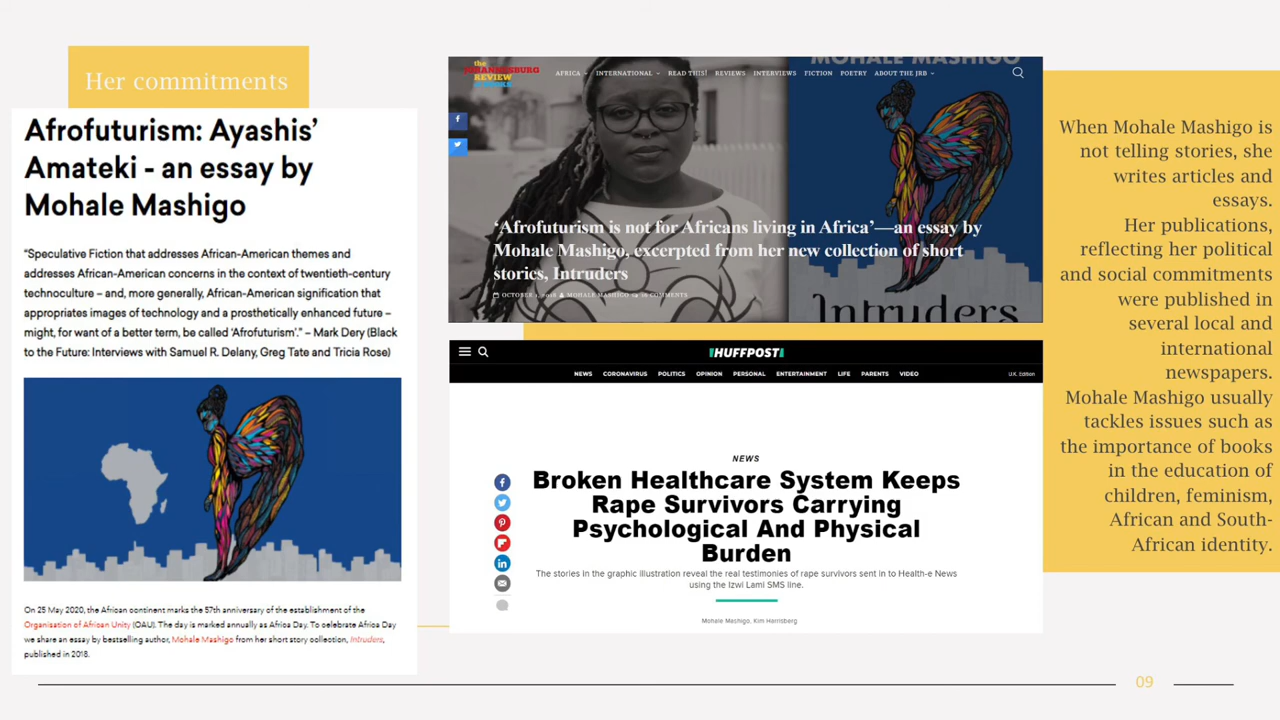 Her commitments
Afrofuturism: Ayashis’
Amateki - an essay by
Mohale Mashigo
“Speculative Fiction that addresses African-American themes and
addresses African-American concerns in the context of twentieth-century
technoculture – and, more generally, African-American signification that
appropriates images of technology and a prosthetically enhanced future –
might, for want of a better term, be called ‘Afrofuturism’.” – Mark Dery (Black
to the Future: Interviews with Samuel R. Delany, Greg Tate and Tricia Rose)
On 25 May 2020, the African continent marks the 57th anniversary of the establishment of the
Organisation of African Unity (OAU). The day is marked annually as Africa Day. To celebrate Africa Day
we share an essay by bestselling author, Mohale Mashigo from her short story collection, Intruders,
published in 2018.
the
JOHANNESBURG
REVIEW
AFRICA INTERNATIONAL READ THIS! REVIEWS INTERVIEWS FICTION POETRY ABOUT THE JRB
MOHALE MASHIGO
‘Afrofuturism is not for Africans living in Africa’—an essay by
Mohale Mashigo, excerpted from her new collection of short
stories, Intruders
OCTOBER 1, 2018 MOHALE MASHIGO COMMENTS
Intruders
HUFFPOST
NEWS CORONAVIRUS POLITICS OPINION PERSONAL ENTERTAINMENT LIFE PARENTS VIDEO
U.K. Edition
NEWS
Broken Healthcare System Keeps
Rape Survivors Carrying
Psychological And Physical
Burden
The stories in the graphic illustration reveal the real testimonies of rape survivors sent in to Health-e News
using the Izwi Lami SMS line.
Mohale Mashigo, Kim Harrisberg
When Mohale Mashigo is
not telling stories, she
writes articles and
essays.
Her publications,
reflecting her political
and social commitments
were published in
several local and
international
newspapers.
Mohale Mashigo usually
tackles issues such as
the importance of books
in the education of
children, feminism,
African and South-
African identity.
09